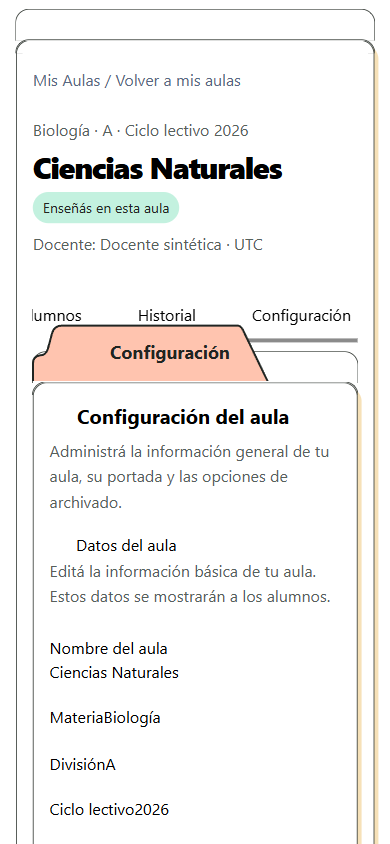 Mis Aulas / Volver a mis aulas
Biología · A · Ciclo lectivo 2026
Ciencias Naturales
Enseñás en esta aula
Docente: Docente sintética · UTC
lumnos Historial Configuración
Configuración
Configuración del aula
Administrá la información general de tu
aula, su portada y las opciones de
archivado.
Datos del aula
Editá la información básica de tu aula.
Estos datos se mostrarán a los alumnos.
Nombre del aula
Ciencias Naturales
MateriaBiología
DivisiónA
Ciclo lectivo2026